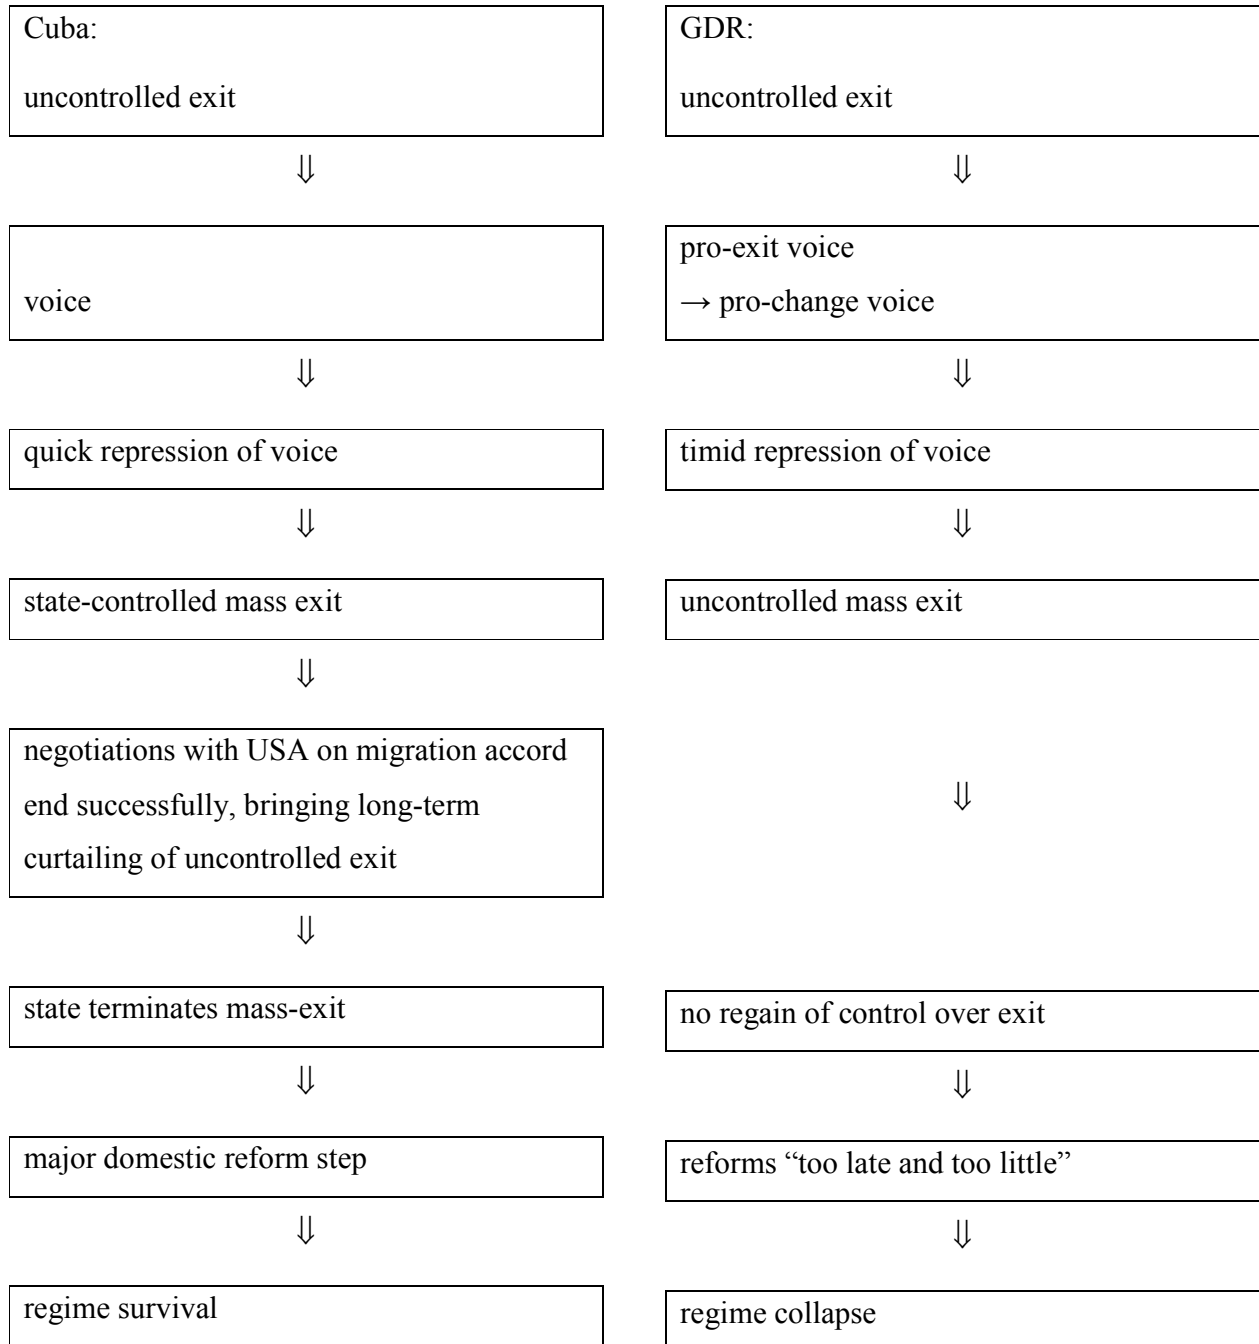 Cuba:
uncontrolled exit
⇓
voice
⇓
quick repression of voice
⇓
state-controlled mass exit
⇓
negotiations with USA on migration accord
end successfully, bringing long-term
curtailing of uncontrolled exit
⇓
state terminates mass-exit
⇓
major domestic reform step
⇓
regime survival
GDR:
uncontrolled exit
⇓
pro-exit voice
→ pro-change voice
⇓
timid repression of voice
⇓
uncontrolled mass exit
⇓
no regain of control over exit
⇓
reforms “too late and too little”
⇓
regime collapse